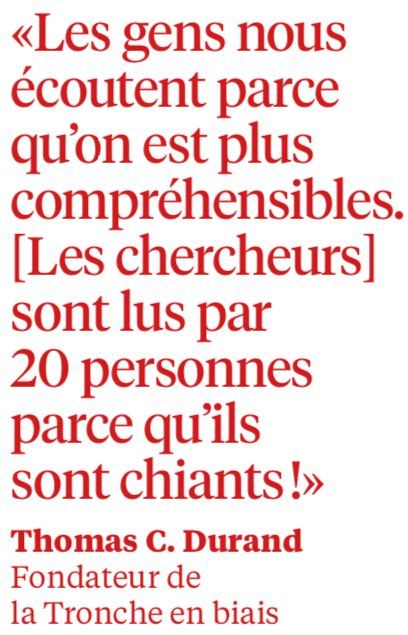 «Les gens nous
écoutent parce
qu’on est plus
compréhensibles.
[Les chercheurs]
sont lus par
20 personnes
parce qu’ils
sont chiants!»
Thomas C. Durand
Fondateur de
la Tronche en biais